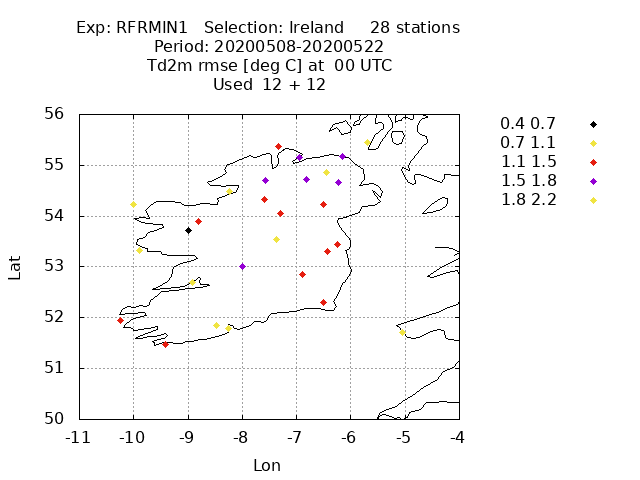 Exp: RFRMIN1   Selection: Ireland     28 stations
Period: 20200508-20200522
Td2m rmse [deg C] at  00 UTC
Used  12 + 12
56
55
54
53
52
51
50
-11 -10 -9 -8 -7 -6 -5 -4
Lat
Lon
0.4 0.7
0.7 1.1
1.1 1.5
1.5 1.8
1.8 2.2